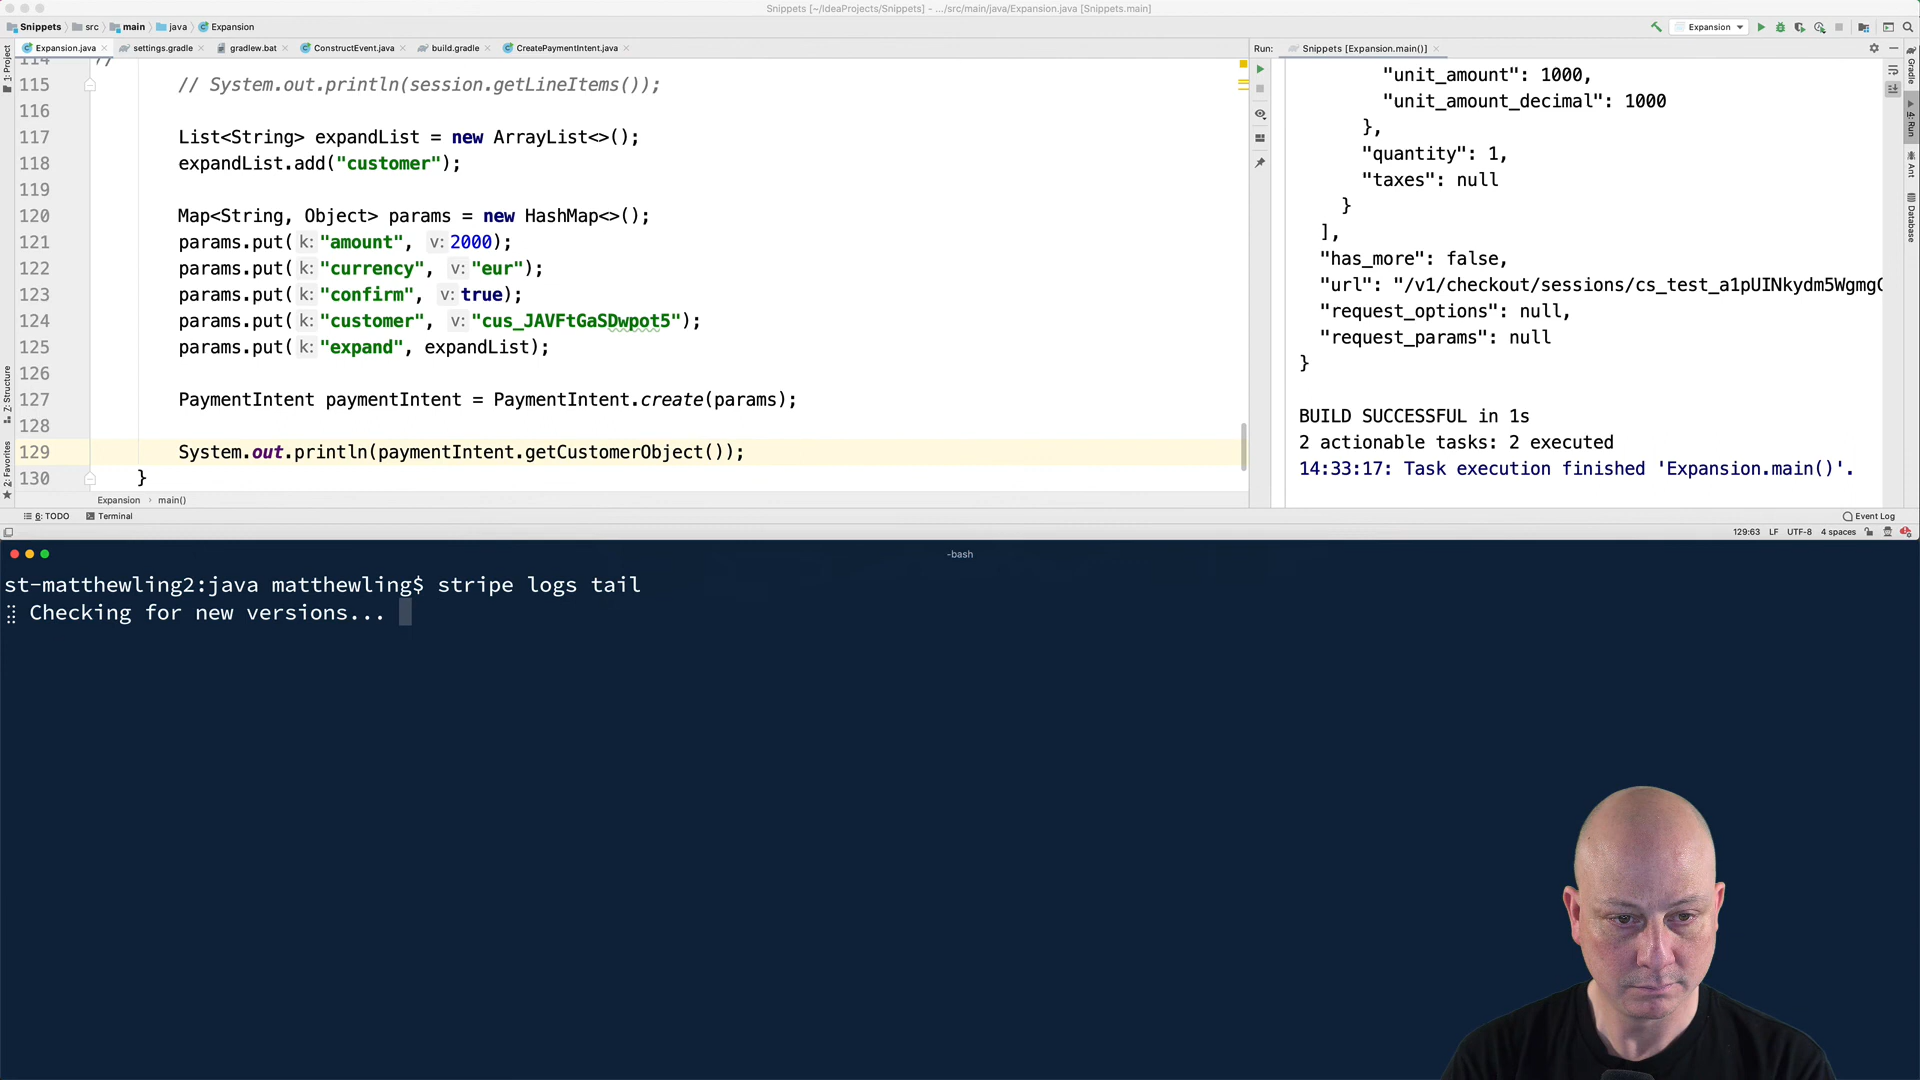 Snippets [~/IdeaProjects/Snippets] - .../src/main/java/Expansion.java [Snippets.main]
Snippets src main java Expansion
Expansion
Expansion.java settings.gradle gradlew.bat ConstructEvent.java build.gradle CreatePaymentIntent.java
Run: Snippets [Expansion.main()]
1: Project
114 //
115 // System.out.println(session.getLineItems());
116
117 List<String> expandList = new ArrayList<>();
118 expandList.add("customer");
119
120 Map<String, Object> params = new HashMap<>();
121 params.put( k: "amount", v: 2000);
122 params.put( k: "currency", v: "eur");
123 params.put( k: "confirm", v: true);
124 params.put( k: "customer", v: "cus_JAVFtGaSDwpot5");
125 params.put( k: "expand", expandList);
126
127 PaymentIntent paymentIntent = PaymentIntent.create(params);
128
129 System.out.println(paymentIntent.getCustomerObject());
130 }
Expansion › main()
Z: Structure
2: Favorites
"unit_amount": 1000,
"unit_amount_decimal": 1000
},
"quantity": 1,
"taxes": null
}
],
"has_more": false,
"url": "/v1/checkout/sessions/cs_test_a1pUINkydm5WgmgC
"request_options": null,
"request_params": null
}
BUILD SUCCESSFUL in 1s
2 actionable tasks: 2 executed
14:33:17: Task execution finished 'Expansion.main()'.
Gradle
4: Run
Ant
Database
6: TODO Terminal
Event Log
129:63 LF UTF-8 4 spaces
-bash
st-matthewling2:java matthewling$ stripe logs tail
⣾ Checking for new versions...